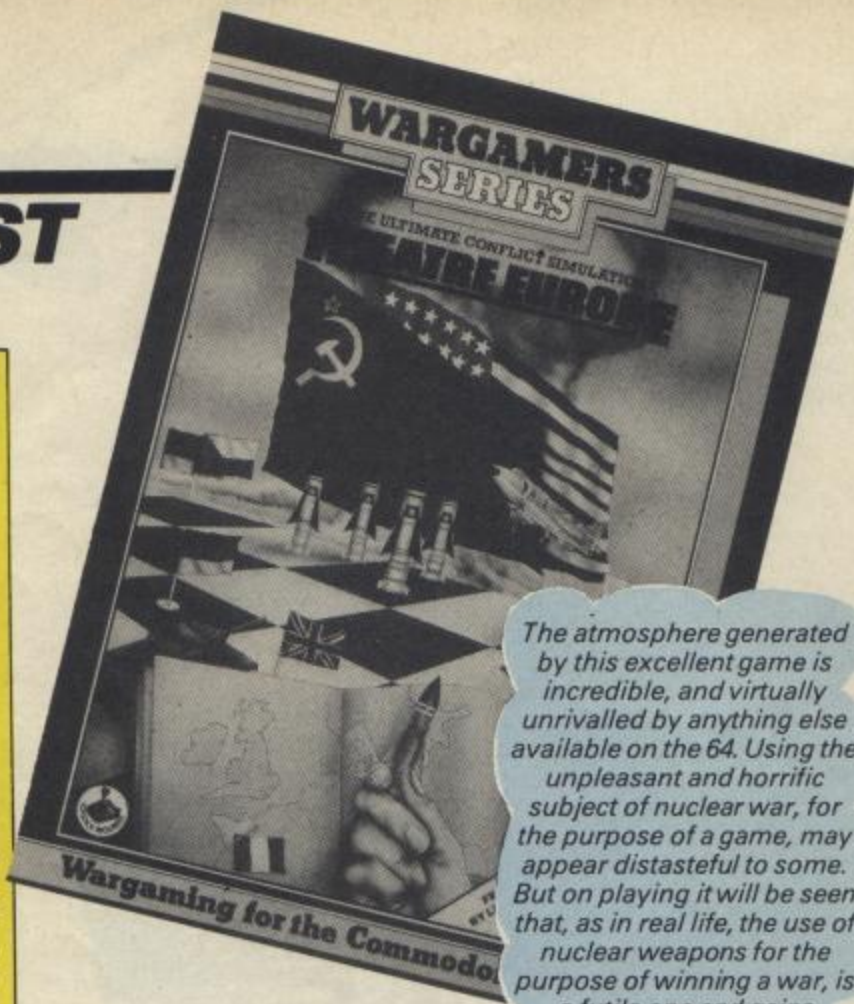 ST
WARGAMERS
SERIES
THE ULTIMATE CONFLICT SIMULATION
THEATRE EUROPE
Wargaming for the Commodo
The atmosphere generated
by this excellent game is
incredible, and virtually
unrivalled by anything else
available on the 64. Using the
unpleasant and horrific
subject of nuclear war, for
the purpose of a game, may
appear distasteful to some.
But on playing it will be seen
that, as in real life, the use of
nuclear weapons for the
purpose of winning a war, is